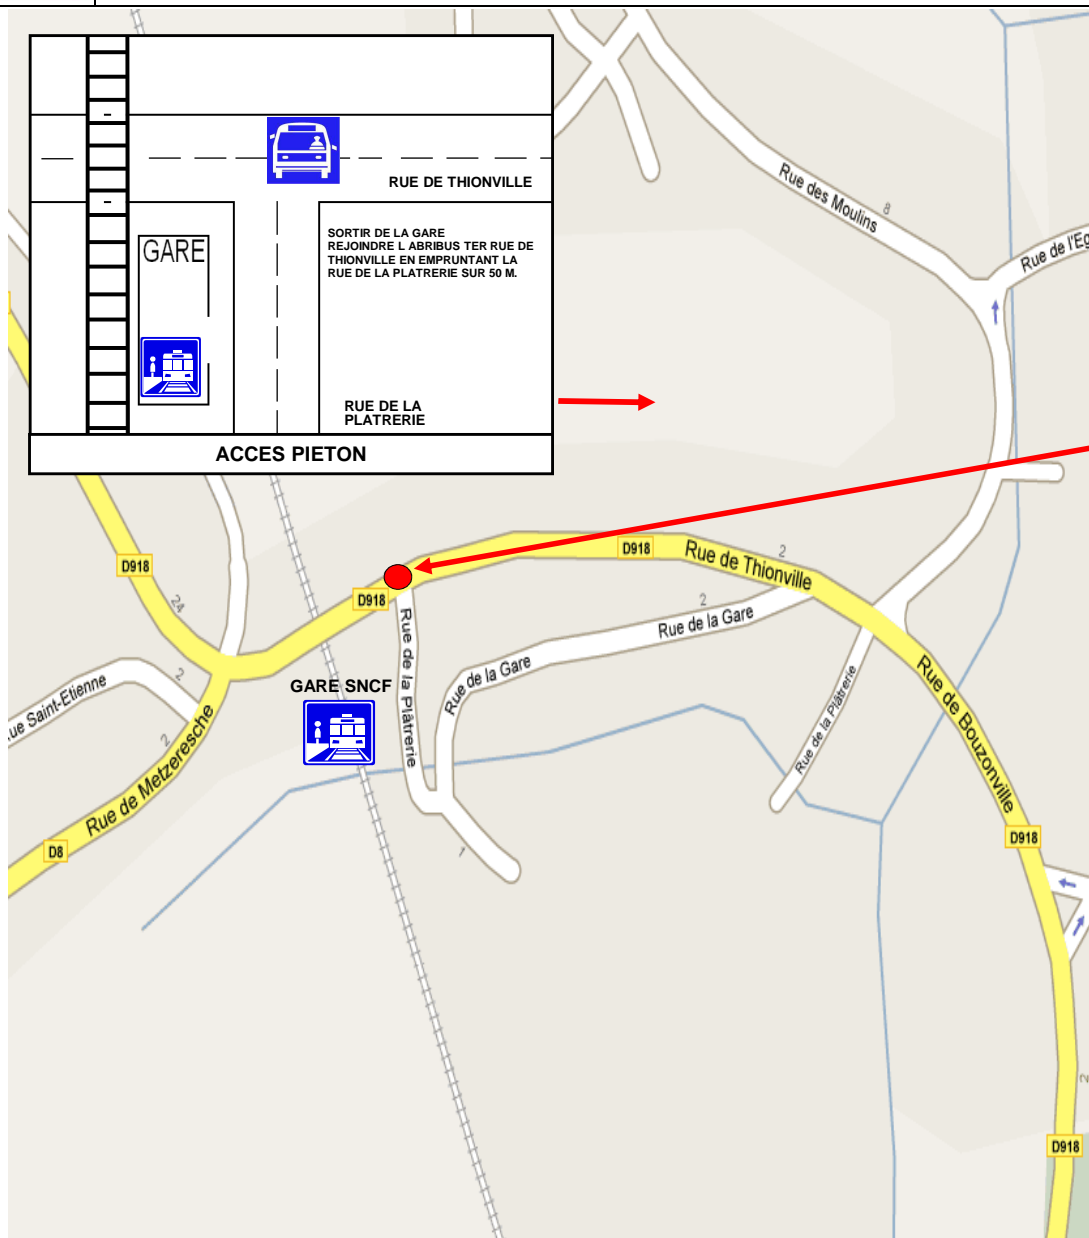 RUE DE THIONVILLE
SORTIR DE LA GARE
REJOINDRE L ABRIBUS TER RUE DE
THIONVILLE EN EMPRUNTANT LA
RUE DE LA PLATRERIE SUR 50 M.
GARE
RUE DE LA
PLATRERIE
ACCES PIETON
Rue des Moulins
8
Rue de l'Eg
D918
24
D918
D918
Rue de Thionville
2
2
Rue de la Gare
Rue de la Gare
Rue de la Plâtrerie
GARE SNCF
ue Saint-Etienne
2
2
Rue de Metzeresche
D8
1
Rue de la Plâtrerie
Rue de Bouzonville
D918
2
D918